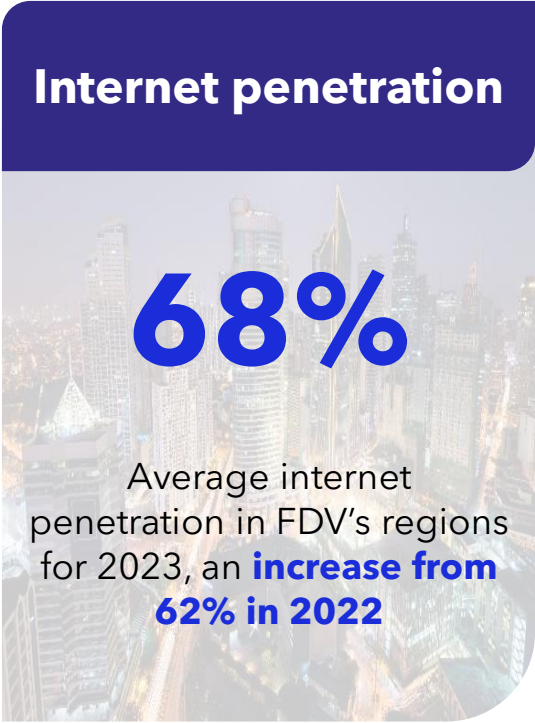 Internet penetration
68%
Average internet
penetration in FDV’s regions
for 2023, an increase from
62% in 2022